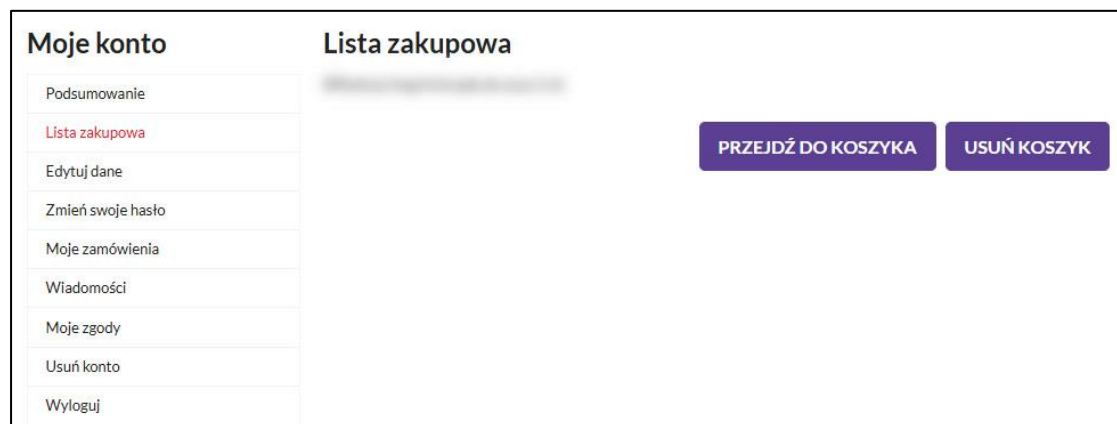 Moje konto
Podsumowanie
Lista zakupowa
Edytuj dane
Zmień swoje hasło
Moje zamówienia
Wiadomości
Moje zgody
Usuń konto
Wyloguj
Lista zakupowa
PRZEJDŹ DO KOSZYKA
USUŃ KOSZYK